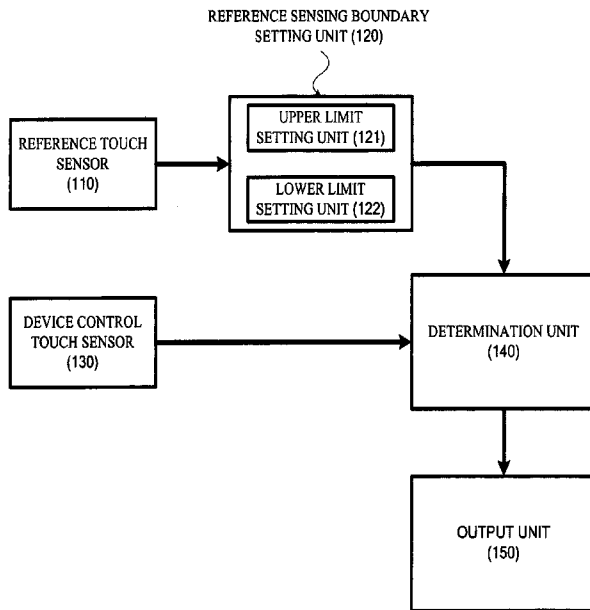 REFERENCE SENSING BOUNDARY
SETTING UNIT (120)
UPPER LIMIT
SETTING UNIT (121)
LOWER LIMIT
SETTING UNIT (122)
REFERENCE TOUCH
SENSOR
(110)
DEVICE CONTROL
TOUCH SENSOR
(130)
DETERMINATION UNIT
(140)
OUTPUT UNIT
(150)